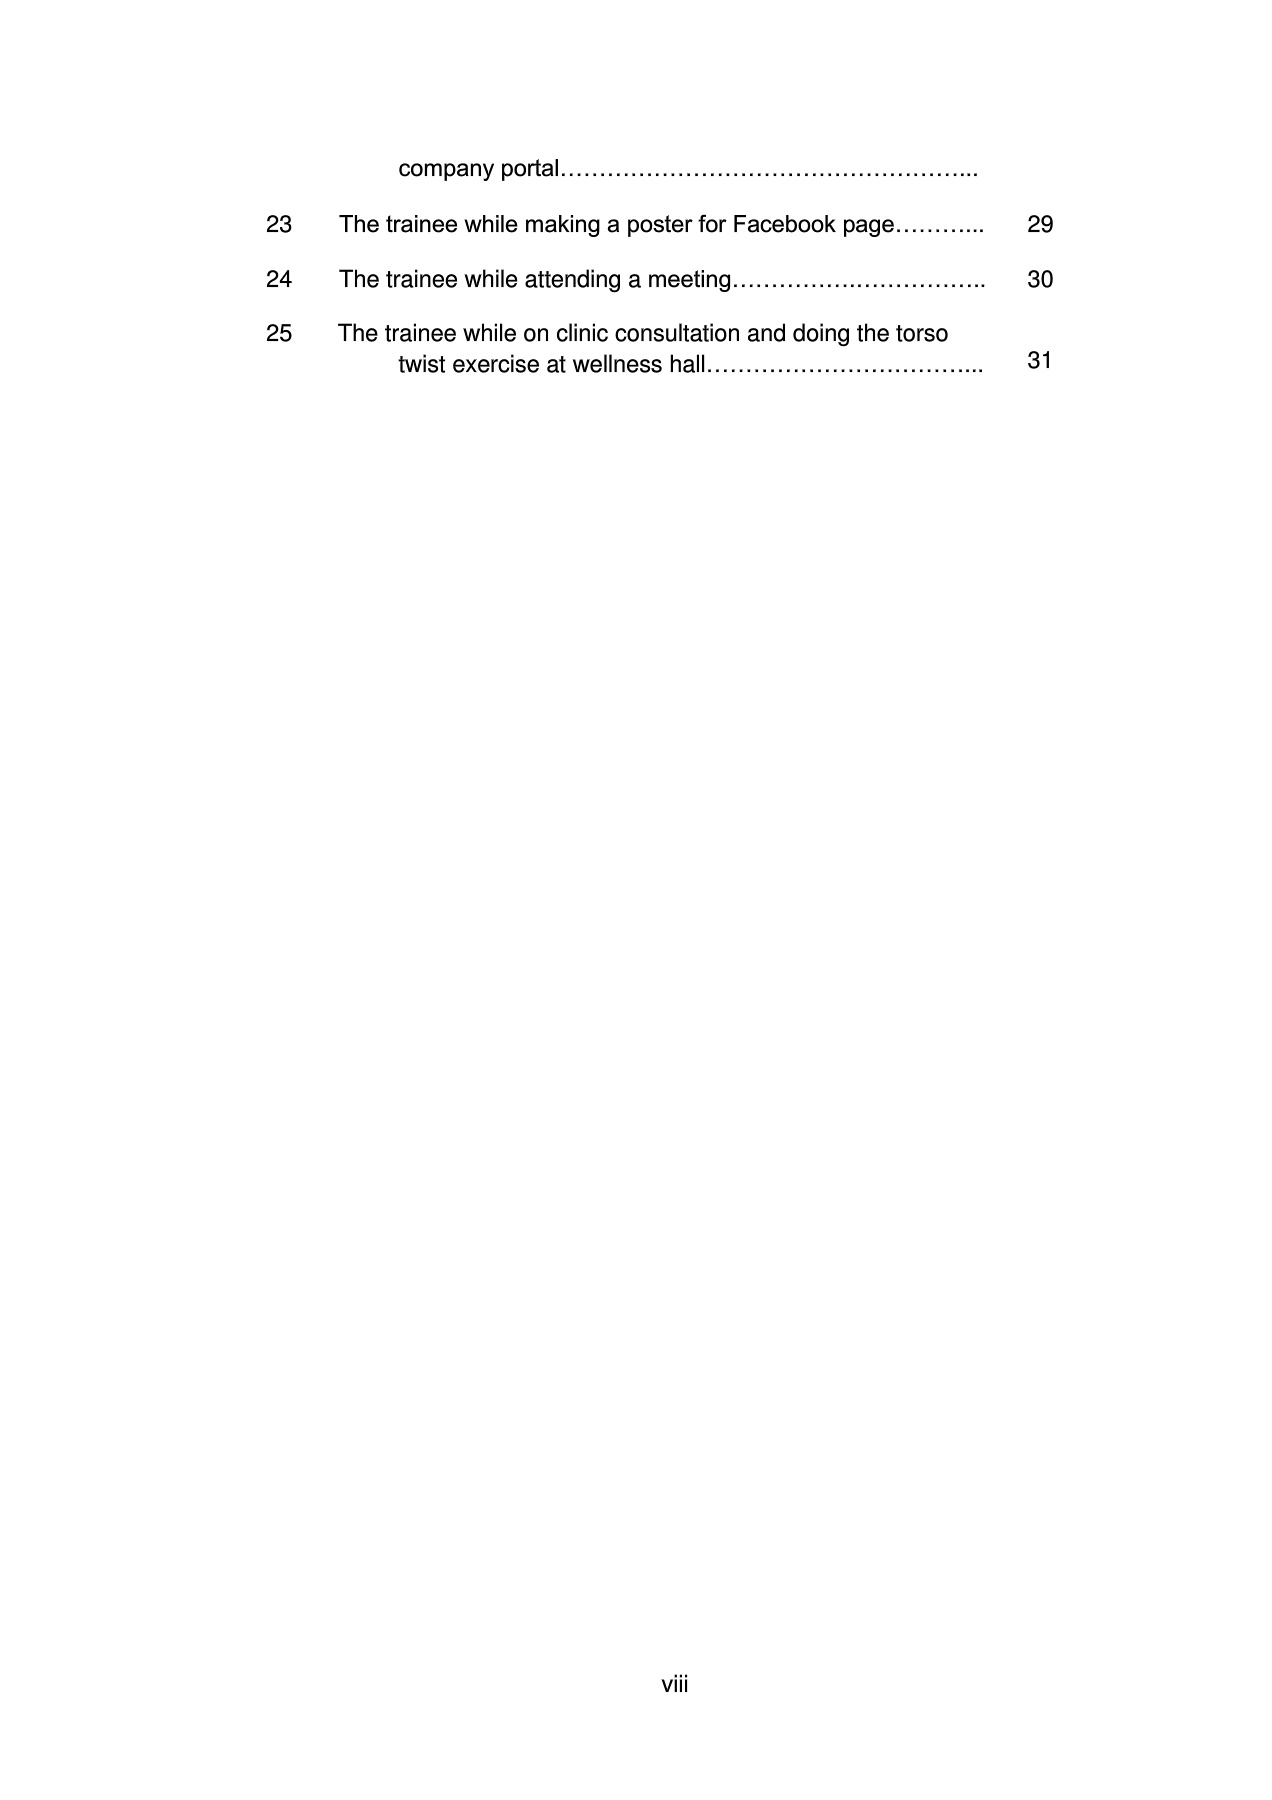 company portal……………………………………………...
23 The trainee while making a poster for Facebook page………... 29
24 The trainee while attending a meeting…………….…………….. 30
25 The trainee while on clinic consultation and doing the torso
twist exercise at wellness hall……………………………... 31
viii